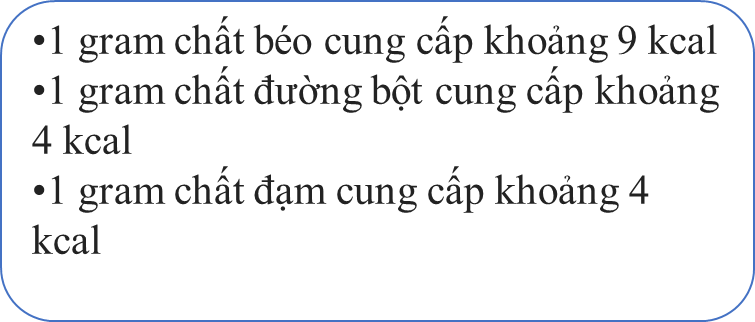 •1 gram chất béo cung cấp khoảng 9 kcal
•1 gram chất đường bột cung cấp khoảng
4 kcal
•1 gram chất đạm cung cấp khoảng 4
kcal